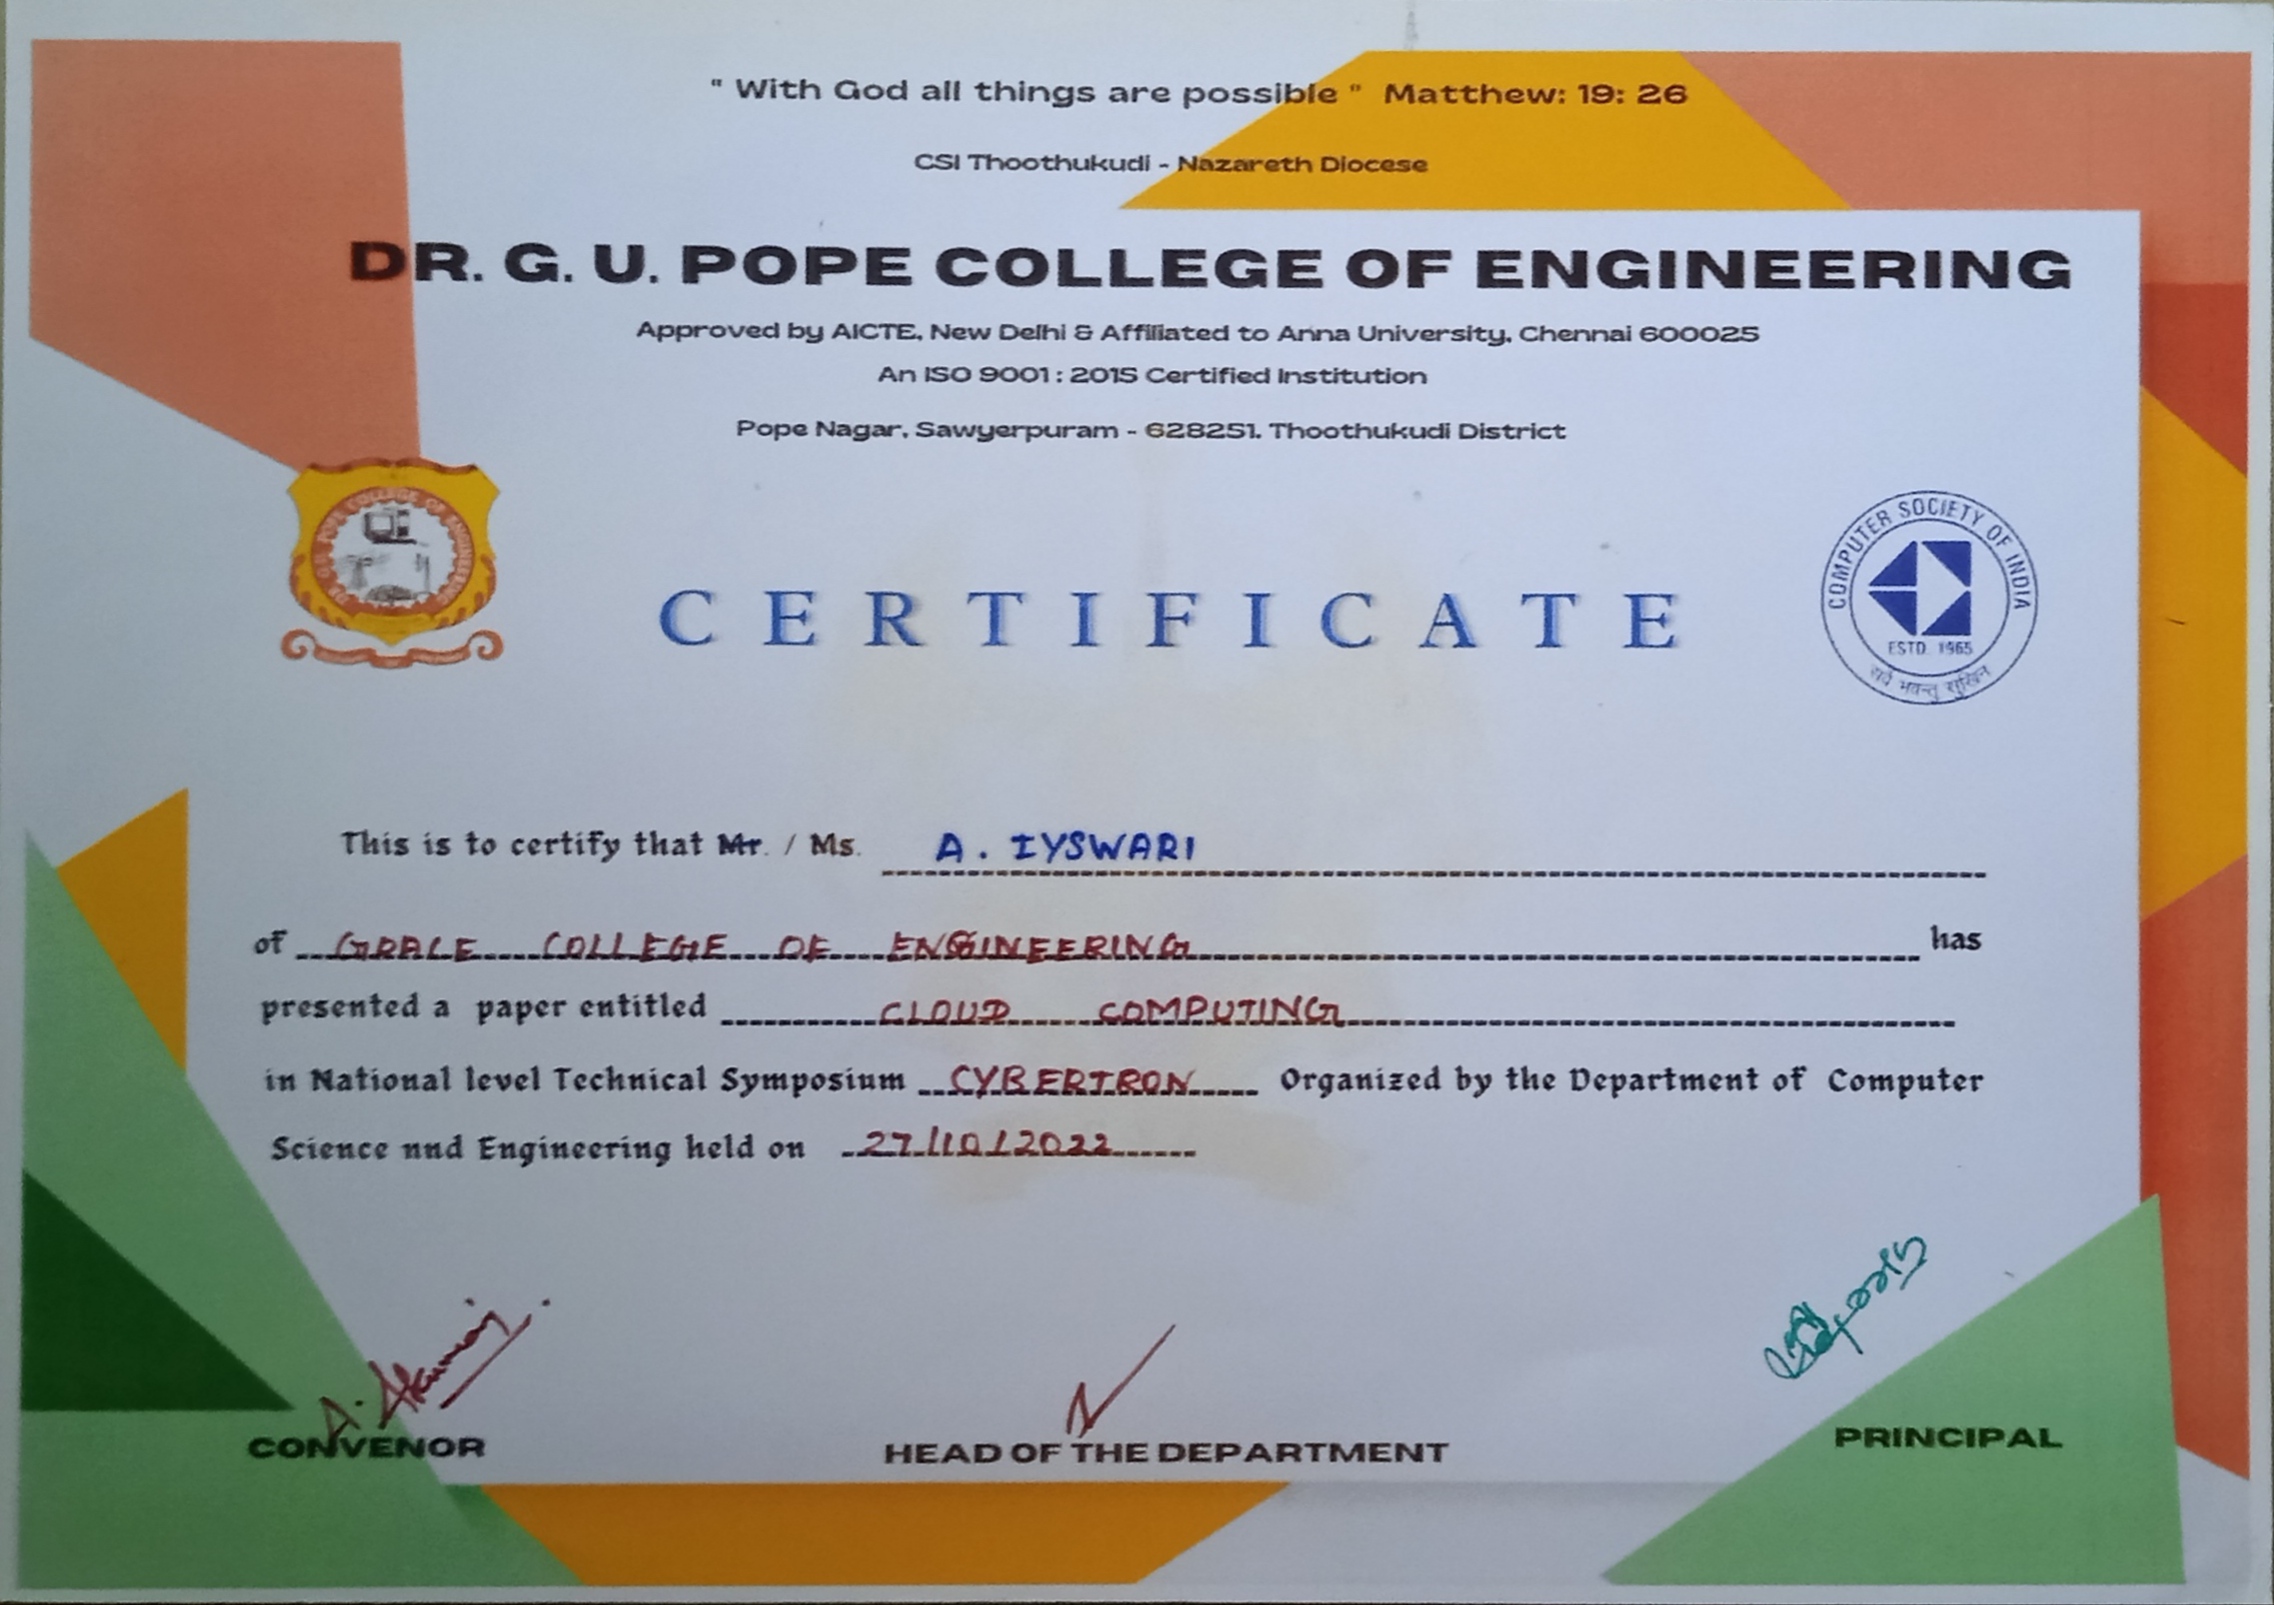 " With God all things are possible " Matthew: 19: 26
CSI Thoothukudi - Nazareth Diocese
DR. G. U. POPE COLLEGE OF ENGINEERING
Approved by AICTE, New Delhi & Affiliated to Anna University, Chennai 600025
An ISO 9001 : 2015 Certified Institution
Pope Nagar, Sawyerpuram - 628251. Thoothukudi District
DR. G.U. POPE COLLEGE OF ENGINEERING
COMPUTER SOCIETY OF INDIA
ESTD. 1965
सर्वे भवन्तु सुखिन
CERTIFICATE
This is to certify that Mr. / Ms. A. IYSWARI
of GRACE COLLEGE OF ENGINEERING has
presented a paper entitled CLOUD COMPUTING
in National level Technical Symposium CYBERTRON Organized by the Department of Computer
Science nnd Engineering held on 27/10/2022
CONVENOR
HEAD OF THE DEPARTMENT
PRINCIPAL